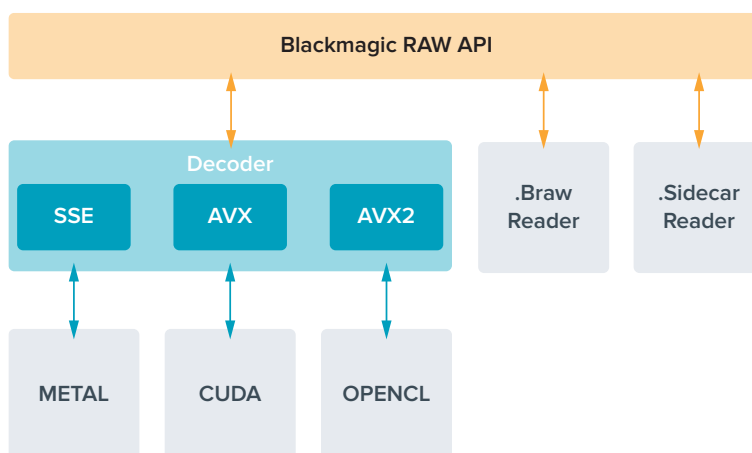 Blackmagic RAW API
Decoder
SSE
AVX
AVX2
.Braw
Reader
.Sidecar
Reader
METAL
CUDA
OPENCL